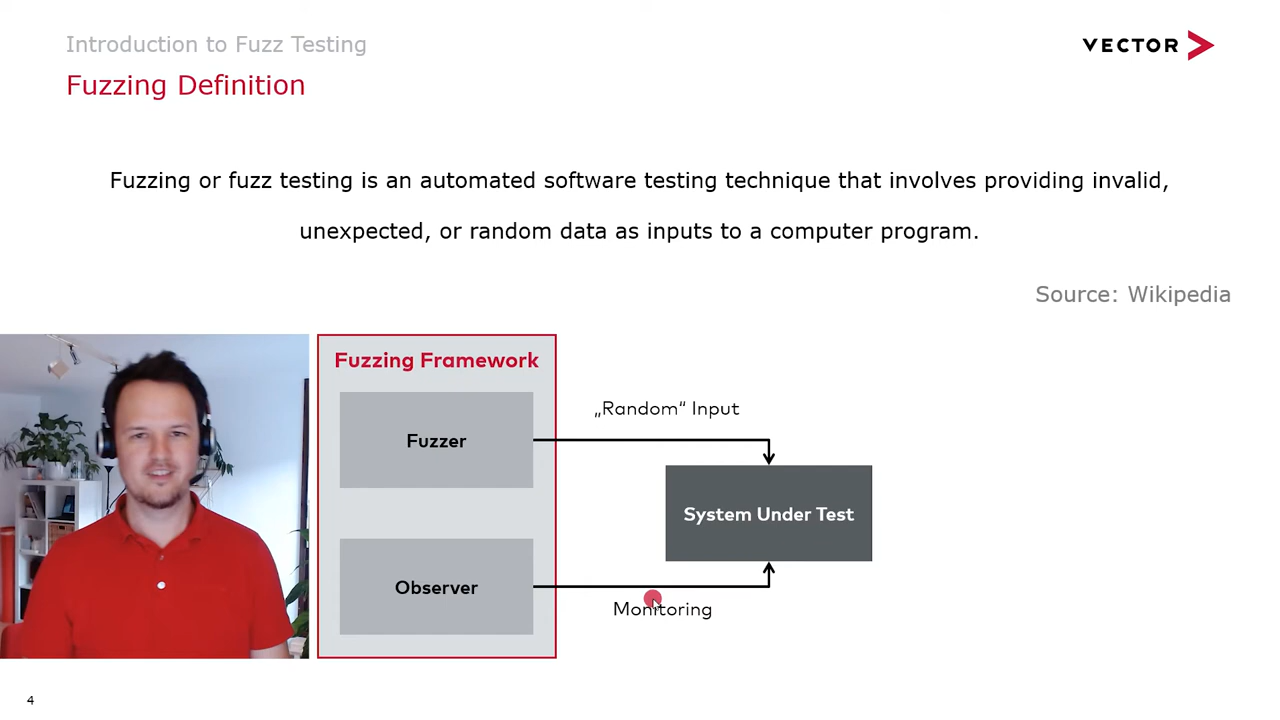 Introduction to Fuzz Testing
VECTOR
Fuzzing Definition
Fuzzing or fuzz testing is an automated software testing technique that involves providing invalid,
unexpected, or random data as inputs to a computer program.
Source: Wikipedia
Fuzzing Framework
Fuzzer
„Random“ Input
System Under Test
Observer
Monitoring
4